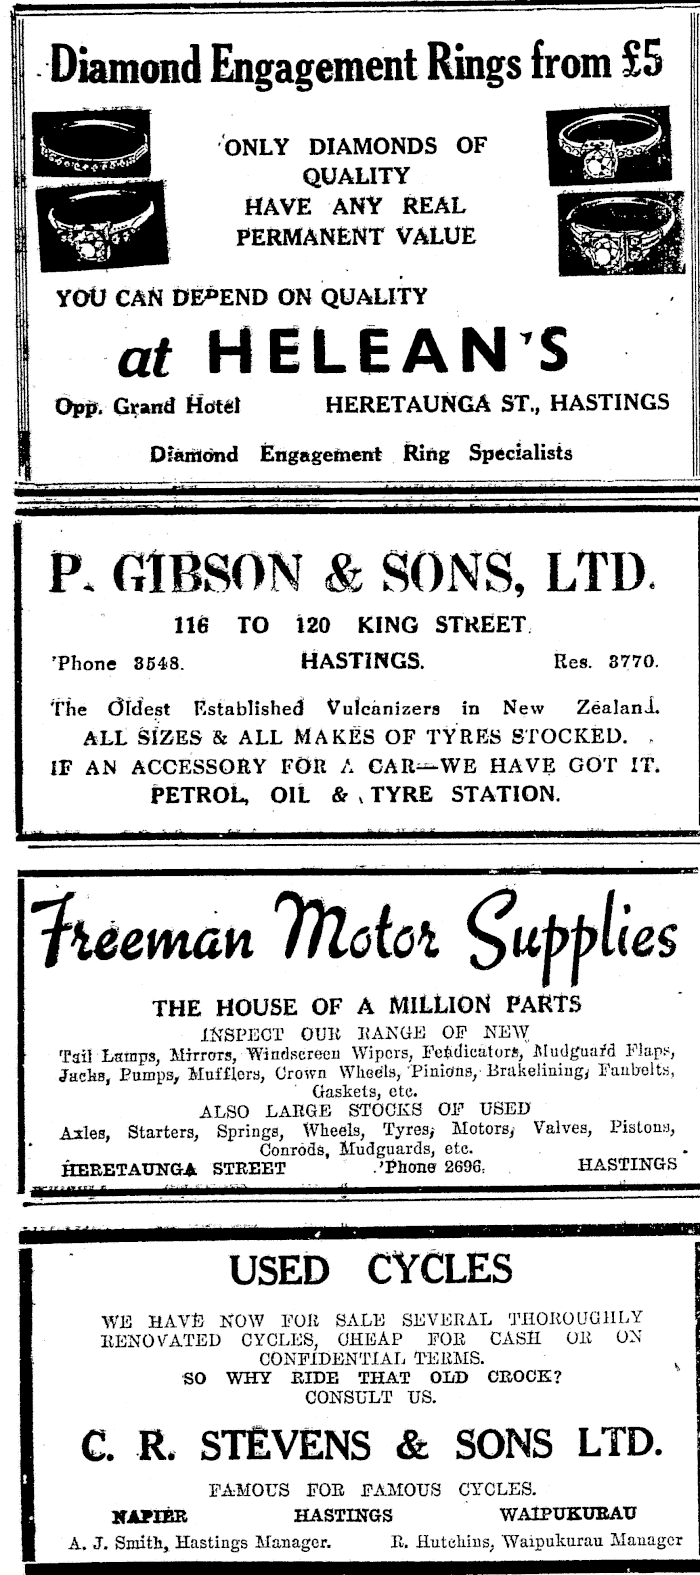 Diamond Engagement Rings from £5
ONLY DIAMONDS OF
QUALITY
HAVE ANY REAL
PERMANENT VALUE
YOU CAN DEPEND ON QUALITY
at HELEAN'S
Opp. Grand Hotel HERETAUNGA ST., HASTINGS
Diamond Engagement Ring Specialists
P. GIBSON & SONS, LTD.
116 TO 120 KING STREET.
'Phone 3548. HASTINGS. Res. 3770.
The Oldest Established Vulcanizers in New Zealand.
ALL SIZES & ALL MAKES OF TYRES STOCKED.
IF AN ACCESSORY FOR A CAR—WE HAVE GOT IT.
PETROL, OIL & TYRE STATION.
Freeman Motor Supplies
THE HOUSE OF A MILLION PARTS
INSPECT OUR RANGE OF NEW
Tail Lamps, Mirrors, Windscreen Wipers, Fendicators, Mudguard Flaps,
Jacks, Pumps, Mufflers, Crown Wheels, Pinions, Brakelining, Fanbelts,
Gaskets, etc.
ALSO LARGE STOCKS OF USED
Axles, Starters, Springs, Wheels, Tyres, Motors, Valves, Pistons,
Conrods, Mudguards, etc.
HERETAUNGA STREET 'Phone 2696. HASTINGS
USED CYCLES
WE HAVE NOW FOR SALE SEVERAL THOROUGHLY
RENOVATED CYCLES, CHEAP FOR CASH OR ON
CONFIDENTIAL TERMS.
SO WHY RIDE THAT OLD CROCK?
CONSULT US.
C. R. STEVENS & SONS LTD.
FAMOUS FOR FAMOUS CYCLES.
NAPIER HASTINGS WAIPUKURAU
A. J. Smith, Hastings Manager. R. Hutchins, Waipukurau Manager